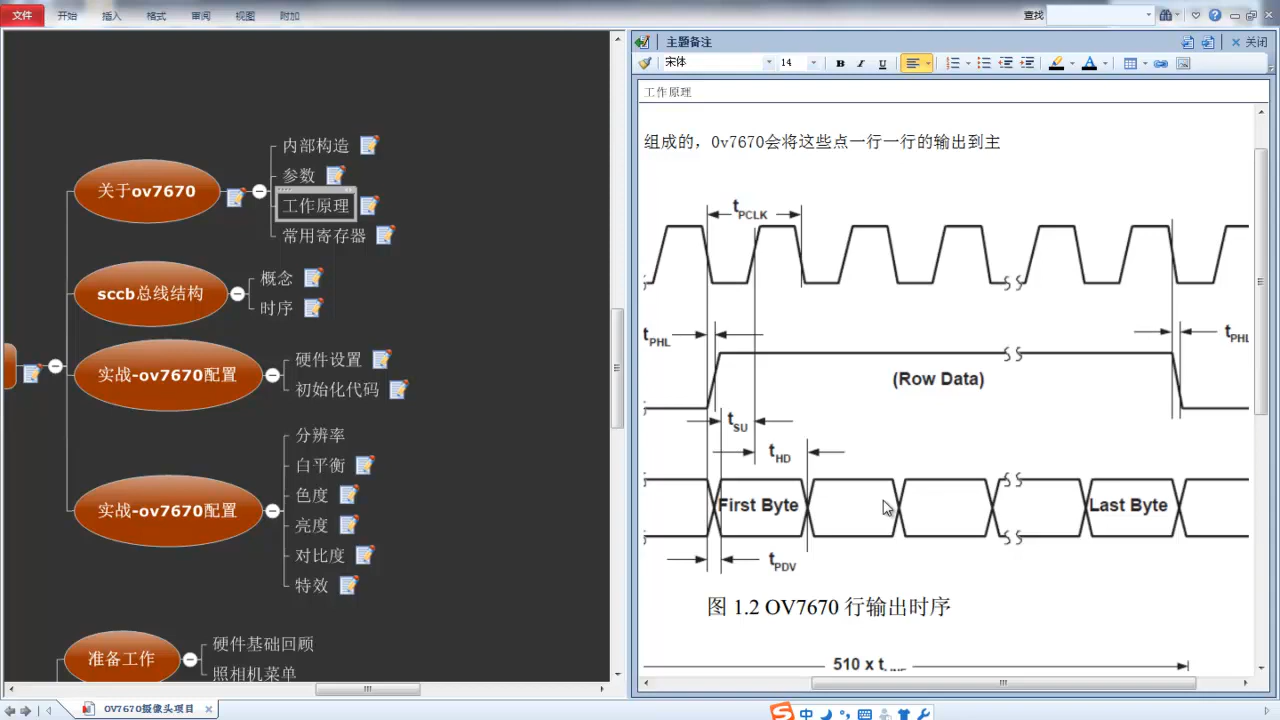 文件 开始 插入 格式 审阅 视图 附加 查找
主题备注 关闭
宋体 14 B I U A
工作原理
关于ov7670
内部构造
参数
工作原理
常用寄存器
sccb总线结构
概念
时序
实战-ov7670配置
硬件设置
初始化代码
实战-ov7670配置
分辨率
白平衡
色度
亮度
对比度
特效
准备工作
硬件基础回顾
照相机菜单
组成的，0v7670会将这些点一行一行的输出到主
tPCLK
tPHL
tPHL
(Row Data)
tSU
tHD
First Byte
Last Byte
tPDV
图 1.2 OV7670 行输出时序
510 x t
OV7670摄像头项目
中